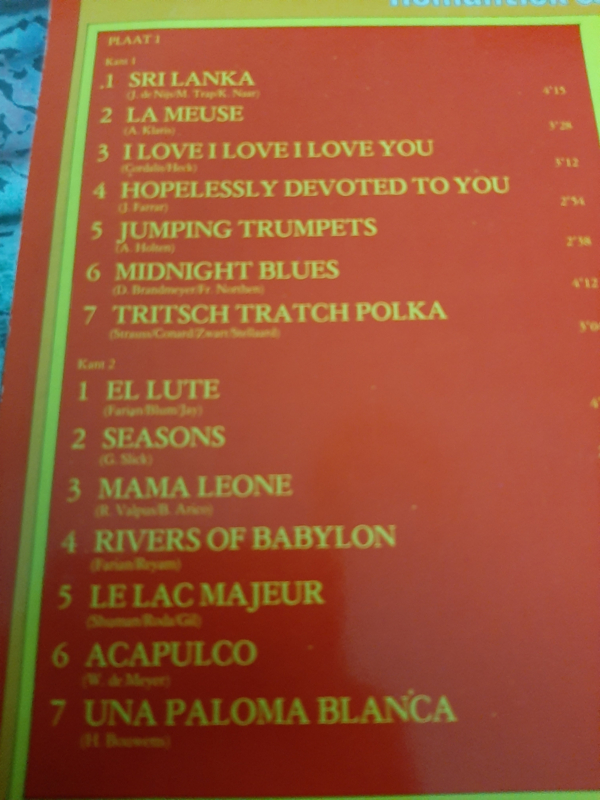 PLAAT 1
Kant 1
1 SRI LANKA
(J. de Nijs/M. Trap/K. Naar) 4'15
2 LA MEUSE
(A. Klaris) 3'28
3 I LOVE I LOVE I LOVE YOU
(Cordalis/Heck) 3'12
4 HOPELESSLY DEVOTED TO YOU
(J. Farrar) 2'54
5 JUMPING TRUMPETS
(A. Holten) 2'38
6 MIDNIGHT BLUES
(D. Brandmeyer/Fr. Northen) 4'12
7 TRITSCH TRATCH POLKA
(Strauss/Conard/Zwart/Stellaard)
Kant 2
1 EL LUTE
(Farian/Blum/Jay)
2 SEASONS
(G. Slick)
3 MAMA LEONE
(R. Valpus/B. Arico)
4 RIVERS OF BABYLON
(Farian/Reyam)
5 LE LAC MAJEUR
(Shuman/Roda/Gil)
6 ACAPULCO
(W. de Meyer)
7 UNA PALOMA BLANCA
(H. Bouwens)